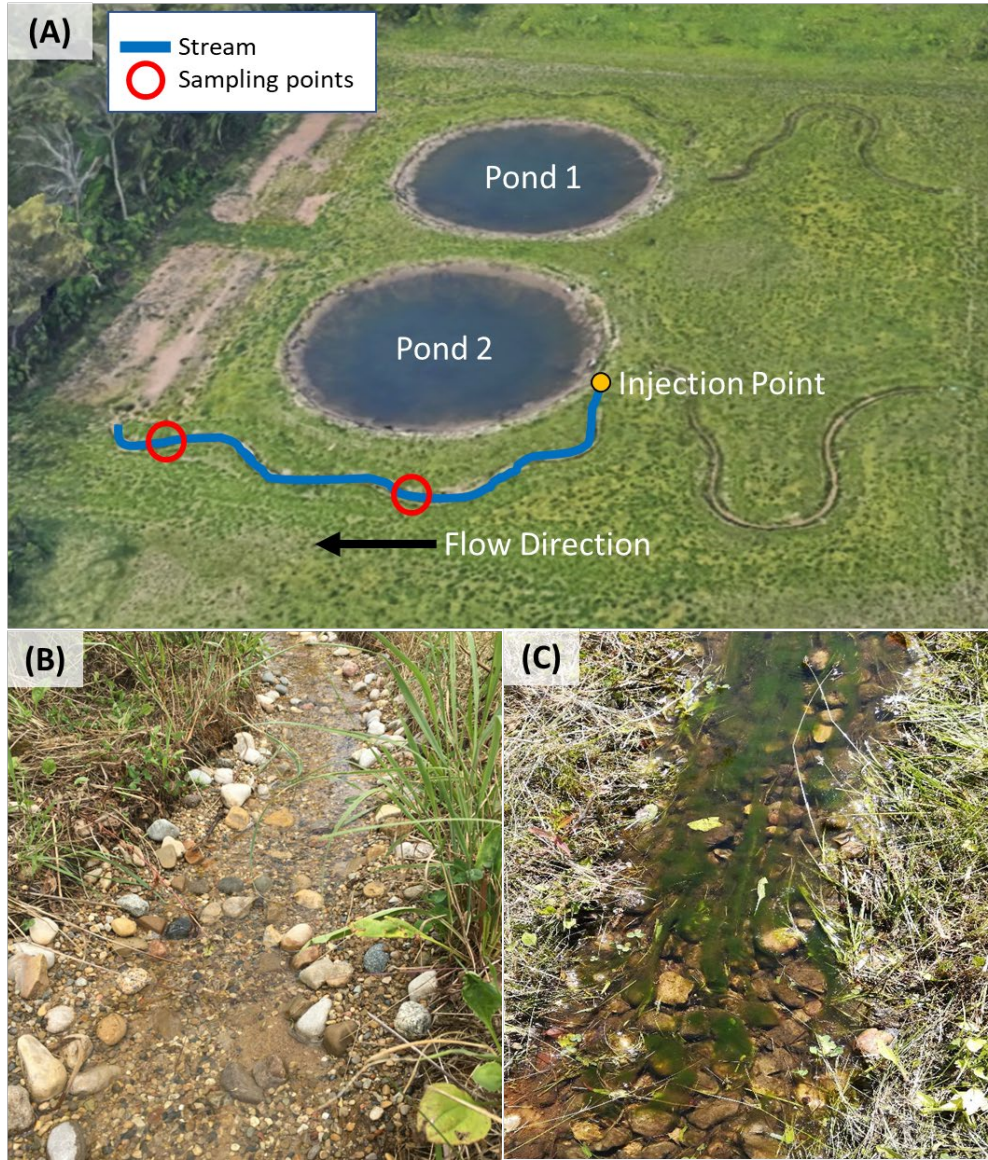 (A)
Stream
Sampling points
Pond 1
Pond 2
Injection Point
Flow Direction
(B)
(C)